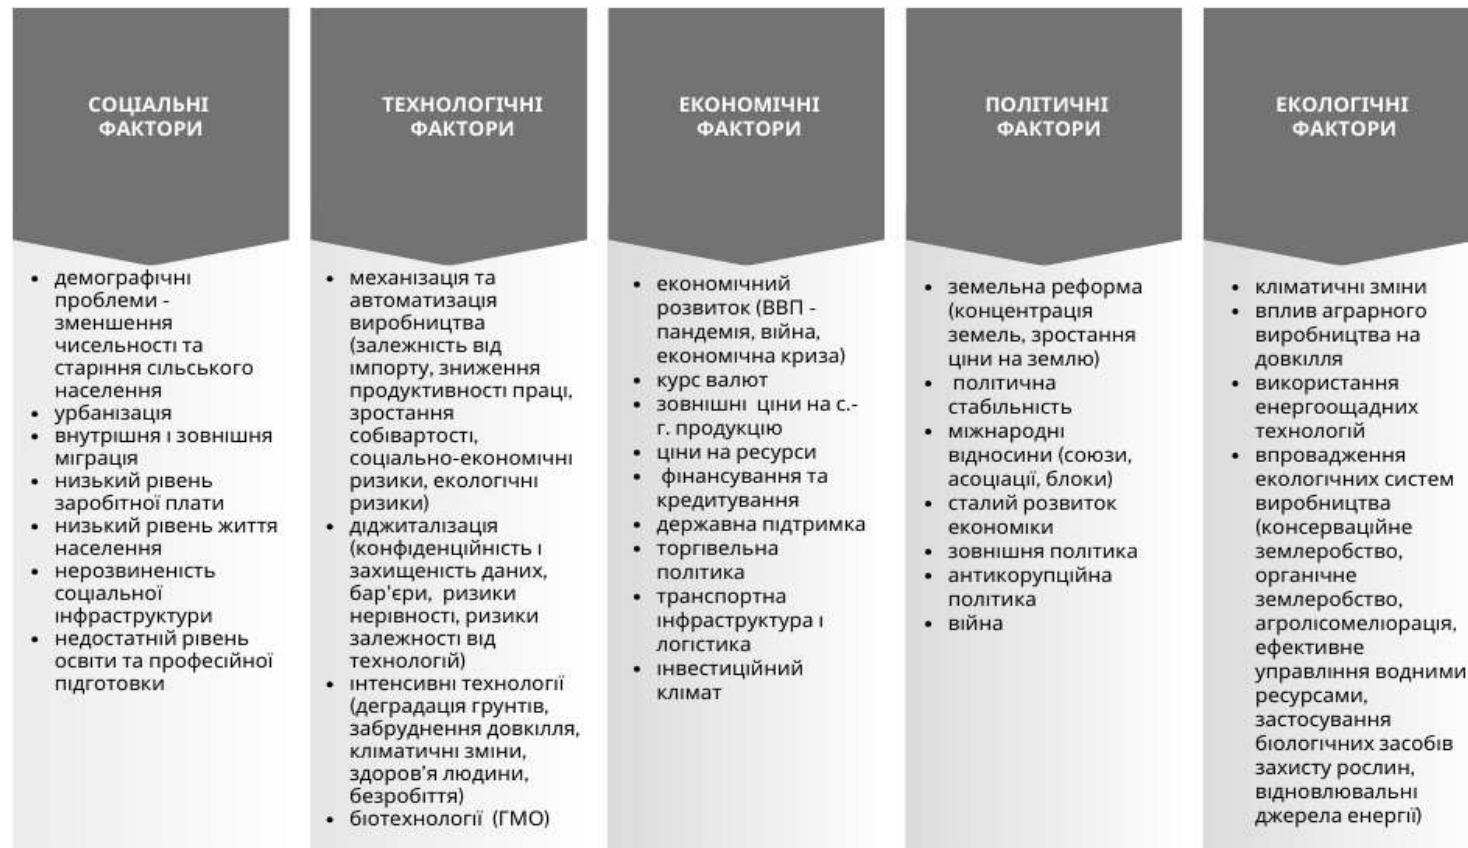 СОЦІАЛЬНІ
ФАКТОРИ
демографічні
проблеми -
зменшення
чисельності та
старіння сільського
населення
урбанізація
внутрішня і зовнішня
міграція
низький рівень
заробітної плати
низький рівень життя
населення
нерозвиненість
соціальної
інфраструктури
недостатній рівень
освіти та професійної
підготовки
ТЕХНОЛОГІЧНІ
ФАКТОРИ
механізація та
автоматизація
виробництва
(залежність від
імпорту, зниження
продуктивності праці,
зростання
собівартості,
соціально-економічні
ризики, екологічні
ризики)
діджиталізація
(конфіденційність і
захищеність даних,
бар'єри, ризики
нерівності, ризики
залежності від
технологій)
інтенсивні технології
(деградація грунтів,
забруднення довкілля,
кліматичні зміни,
здоров'я людини,
безробіття)
біотехнології (ГМО)
ЕКОНОМІЧНІ
ФАКТОРИ
економічний
розвиток (ВВП -
пандемія, війна,
економічна криза)
курс валют
зовнішні ціни на с.-
г. продукцію
ціни на ресурси
фінансування та
кредитування
державна підтримка
торгівельна
політика
транспортна
інфраструктура і
логістика
інвестиційний
клімат
ПОЛІТИЧНІ
ФАКТОРИ
земельна реформа
(концентрація
земель, зростання
ціни на землю)
політична
стабільність
міжнародні
відносини (союзи,
асоціації, блоки)
сталий розвиток
економіки
зовнішня політика
антикорупційна
політика
війна
ЕКОЛОГІЧНІ
ФАКТОРИ
кліматичні зміни
вплив аграрного
виробництва на
довкілля
використання
енергоощадних
технологій
впровадження
екологічних систем
виробництва
(консерваційне
землеробство,
органічне
землеробство,
агролісомеліорація,
ефективне
управління водними
ресурсами,
застосування
біологічних засобів
захисту рослин,
відновлювальні
джерела енергії)